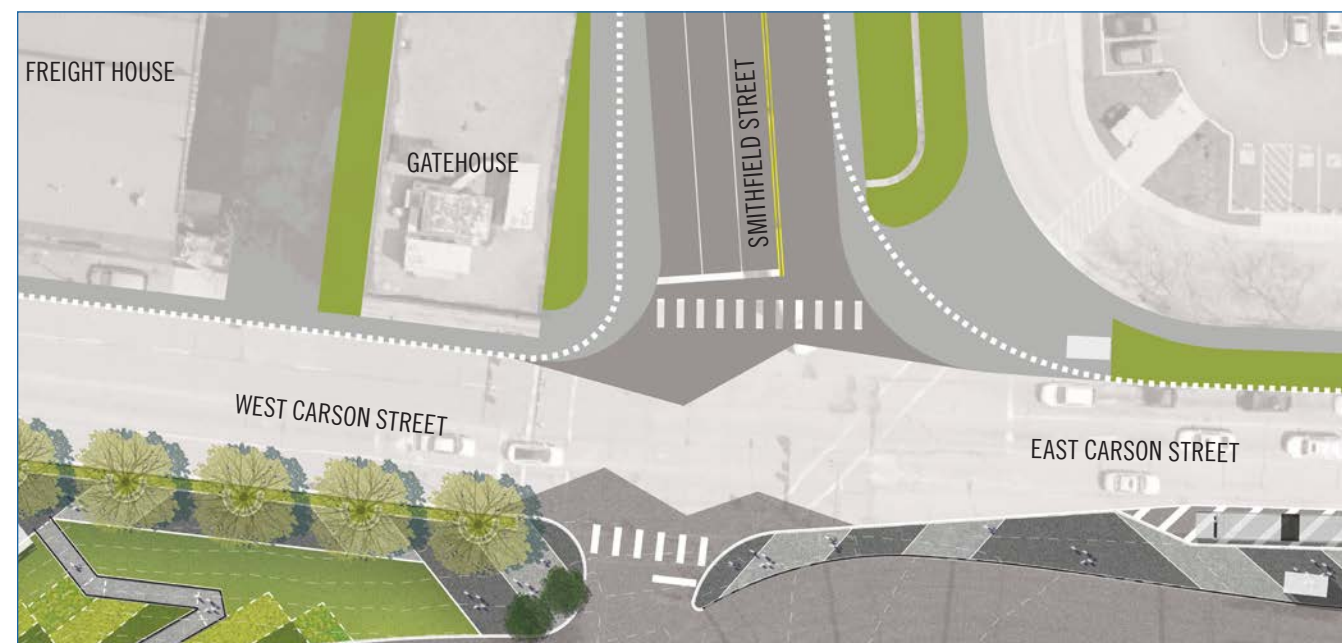 FREIGHT HOUSE
GATEHOUSE
SMITHFIELD STREET
WEST CARSON STREET
EAST CARSON STREET